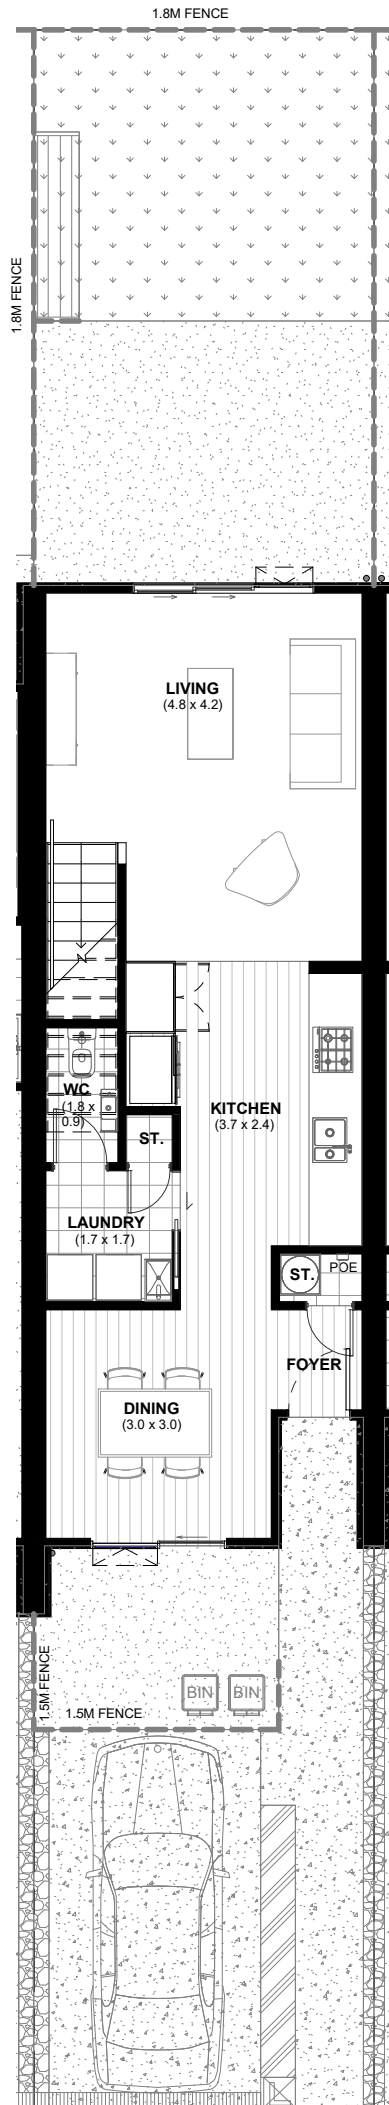 1.8M FENCE
1.8M FENCE
LIVING
(4.8 x 4.2)
WC
(1.8 x
0.9)
ST.
KITCHEN
(3.7 x 2.4)
LAUNDRY
(1.7 x 1.7)
ST.
POE
FOYER
DINING
(3.0 x 3.0)
1.5M FENCE
1.5M FENCE
BIN
BIN